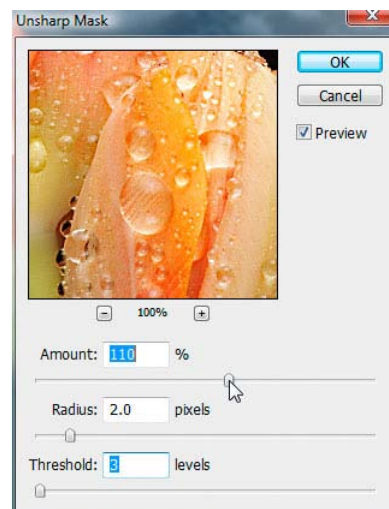 Unsharp Mask
OK
Cancel
Preview
100%
Amount: 110 %
Radius: 2.0 pixels
Threshold: 3 levels